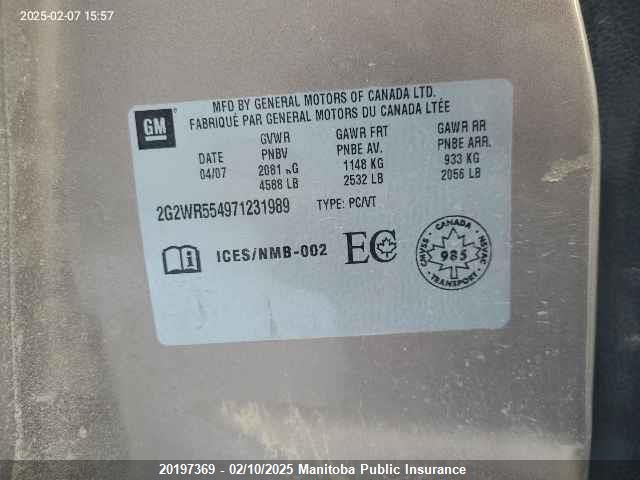 2025-02-07 15:57
MFD BY GENERAL MOTORS OF CANADA LTD.
FABRIQUÉ PAR GENERAL MOTORS DU CANADA LTÉE
GM
DATE GVWR PNBV GAWR FRT PNBE AV. GAWR RR PNBE ARR.
04/07 2081 KG 1148 KG 933 KG
4588 LB 2532 LB 2056 LB
2G2WR554971231989 TYPE: PC/VT
ICES/NMB-002 EC
CANADA
CMVSS 985 NSVAC
TRANSPORT
20197369 - 02/10/2025 Manitoba Public Insurance